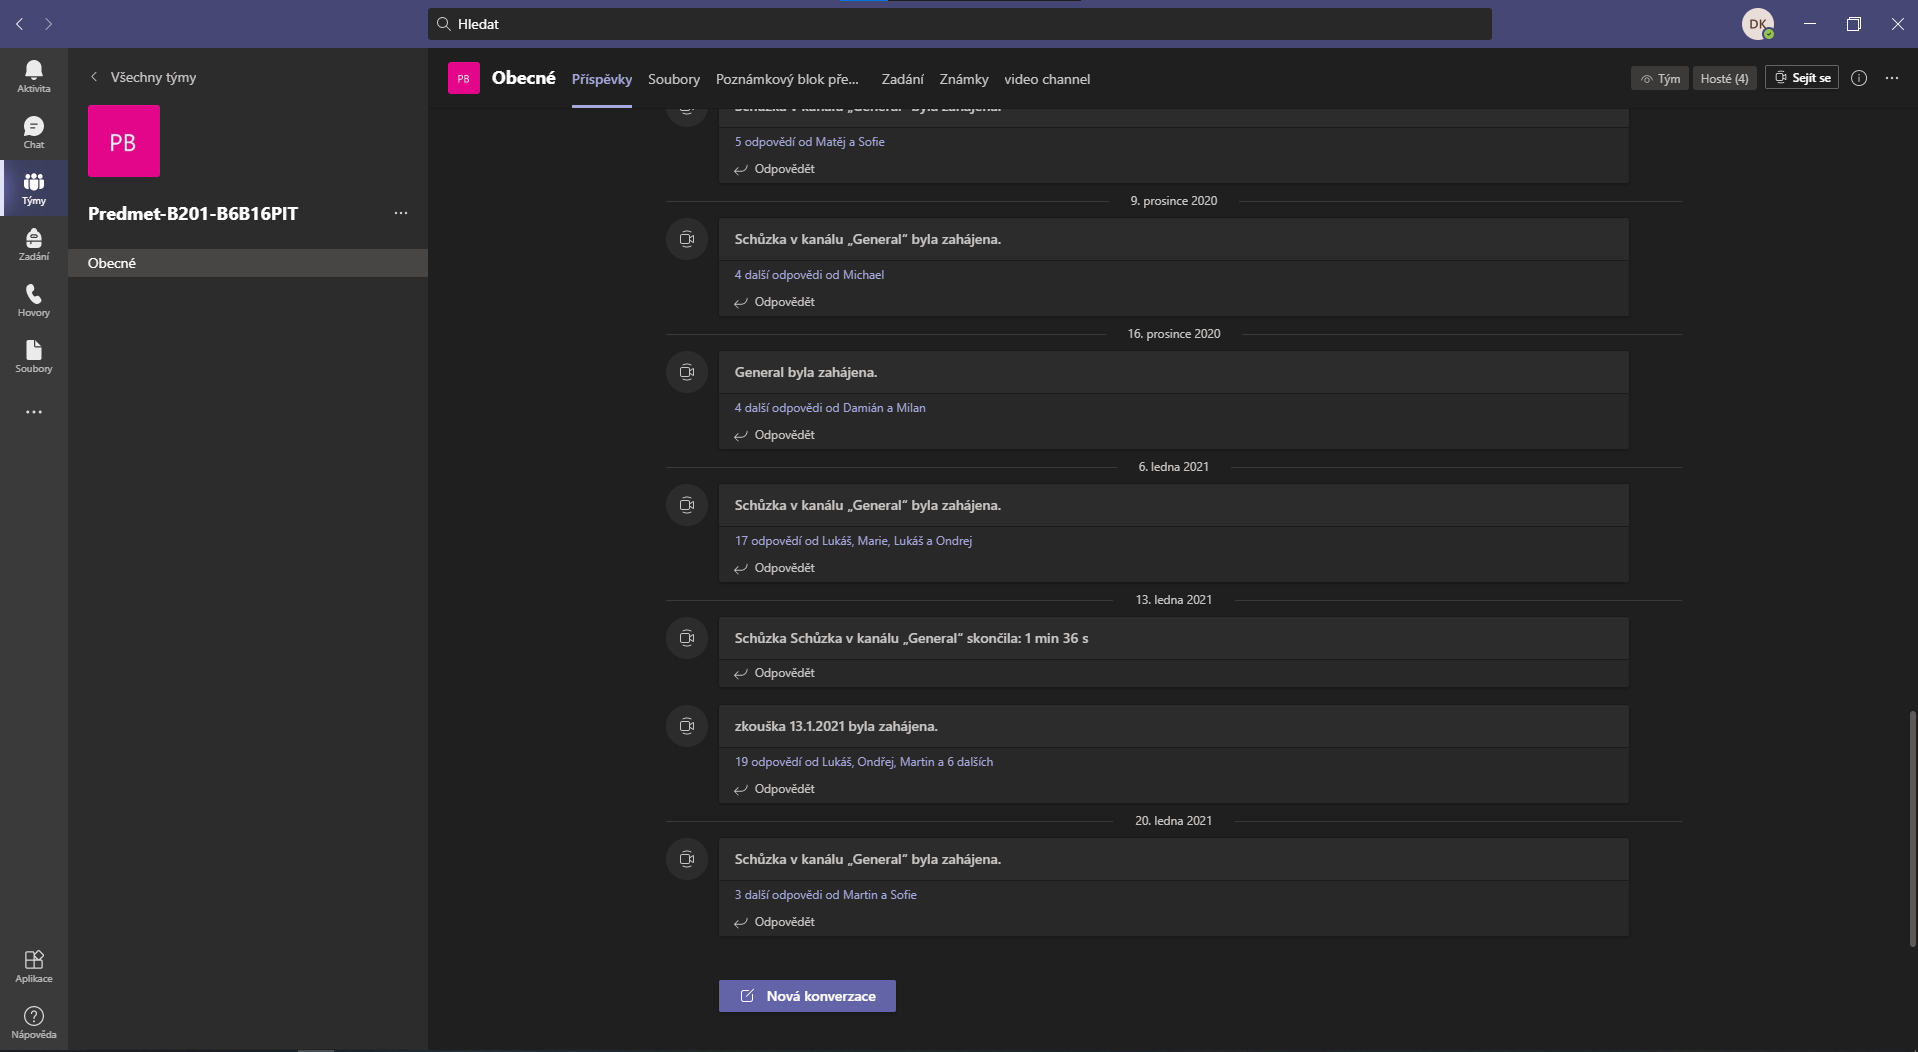 Hledat
DK
Aktivita
Chat
Týmy
Zadání
Hovory
Soubory
Aplikace
Nápověda
Všechny týmy
PB
Predmet-B201-B6B16PIT
Obecné
PB
Obecné
Příspěvky
Soubory
Poznámkový blok pře...
Zadání
Známky
video channel
Tým
Hosté (4)
Sejít se
Schůzka v kanálu „General“ byla zahájena.
5 odpovědí od Matěj a Sofie
Odpovědět
9. prosince 2020
Schůzka v kanálu „General“ byla zahájena.
4 další odpovědi od Michael
Odpovědět
16. prosince 2020
General byla zahájena.
4 další odpovědi od Damián a Milan
Odpovědět
6. ledna 2021
Schůzka v kanálu „General“ byla zahájena.
17 odpovědí od Lukáš, Marie, Lukáš a Ondrej
Odpovědět
13. ledna 2021
Schůzka Schůzka v kanálu „General“ skončila: 1 min 36 s
Odpovědět
zkouška 13.1.2021 byla zahájena.
19 odpovědí od Lukáš, Ondřej, Martin a 6 dalších
Odpovědět
20. ledna 2021
Schůzka v kanálu „General“ byla zahájena.
3 další odpovědi od Martin a Sofie
Odpovědět
Nová konverzace